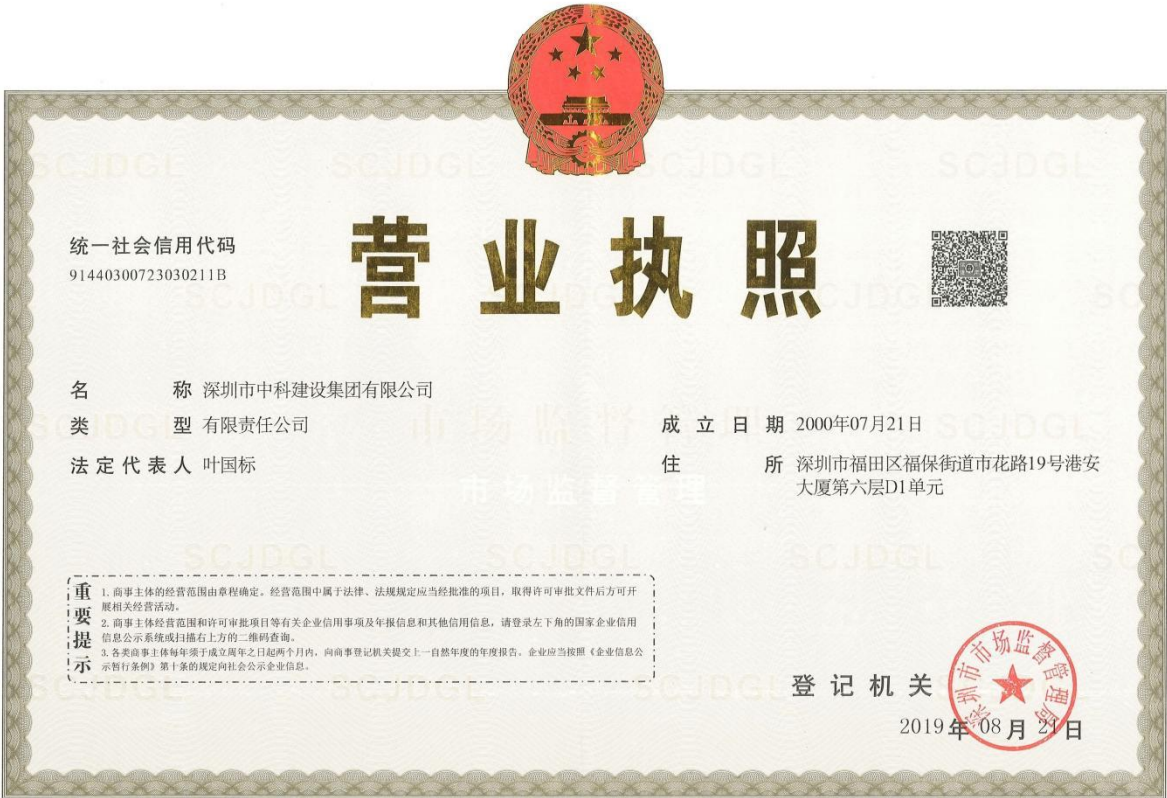 统一社会信用代码
91440300723030211B
营业执照
名称 深圳市中科建设集团有限公司
类型 有限责任公司
法定代表人 叶国标
成立日期 2000年07月21日
住所 深圳市福田区福保街道市花路19号港安
大厦第六层D1单元
重要提示
1. 商事主体的经营范围由章程确定。经营范围中属于法律、法规规定应当经批准的项目，取得许可审批文件后方可开
展相关经营活动。
2. 商事主体经营范围和许可审批项目等有关企业信用事项及年报信息和其他信用信息，请登录左下角的国家企业信用
信息公示系统或扫描右上方的二维码查询。
3. 各类商事主体每年须于成立周年之日起两个月内，向商事登记机关提交上一自然年度的年度报告。企业应当按照《企业信息公
示暂行条例》第十条的规定向社会公示企业信息。
登记机关
深圳市市场监督管理局
2019年08月21日
SCJDGL
市场监督管理